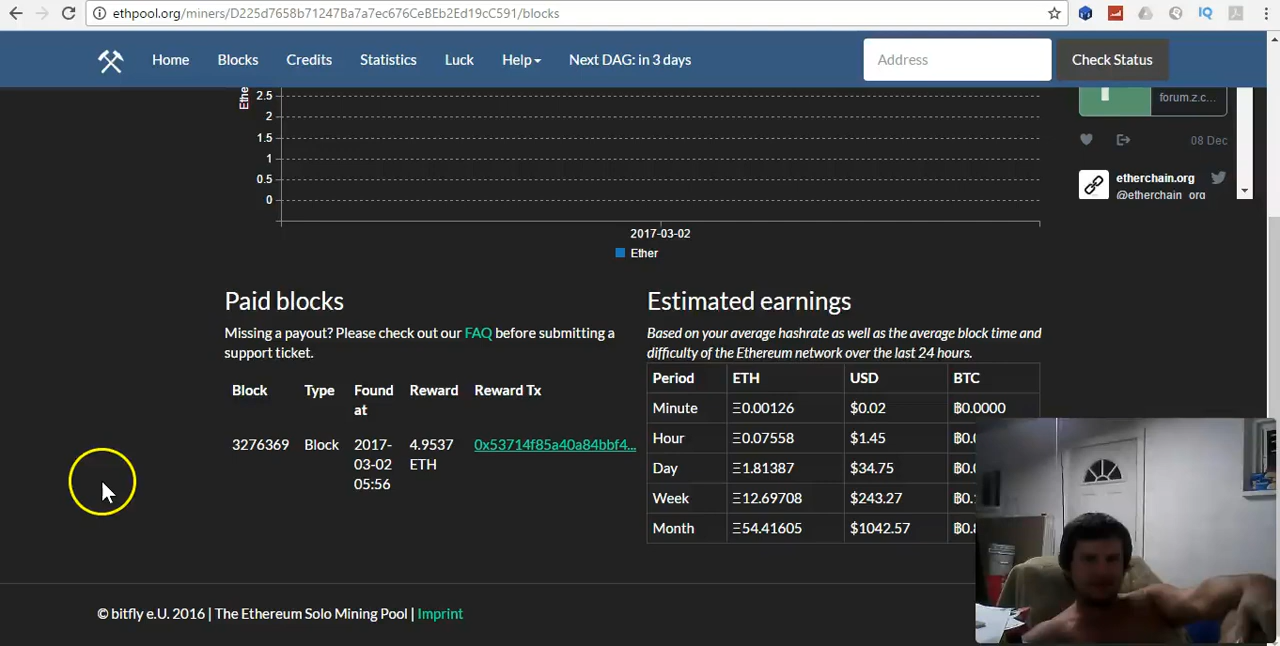 ethpool.org/miners/D225d7658b71247Ba7a7ec676CeBEb2Ed19cC591/blocks
Home Blocks Credits Statistics Luck Help Next DAG: in 3 days Address Check Status
Ethe
2.5
2
1.5
1
0.5
0
2017-03-02
Ether
forum.z.c...
08 Dec
etherchain.org
@etherchain_org
Paid blocks
Missing a payout? Please check out our FAQ before submitting a
support ticket.
Block Type Found at Reward Reward Tx
3276369 Block 2017-03-02 05:56 4.9537 ETH 0x53714f85a40a84bbf4...
Estimated earnings
Based on your average hashrate as well as the average block time and
difficulty of the Ethereum network over the last 24 hours.
Period ETH USD BTC
Minute Ξ0.00126 $0.02 ฿0.0000
Hour Ξ0.07558 $1.45 ฿0.
Day Ξ1.81387 $34.75 ฿0.
Week Ξ12.69708 $243.27 ฿0.
Month Ξ54.41605 $1042.57 ฿0.
© bitfly e.U. 2016 | The Ethereum Solo Mining Pool | Imprint